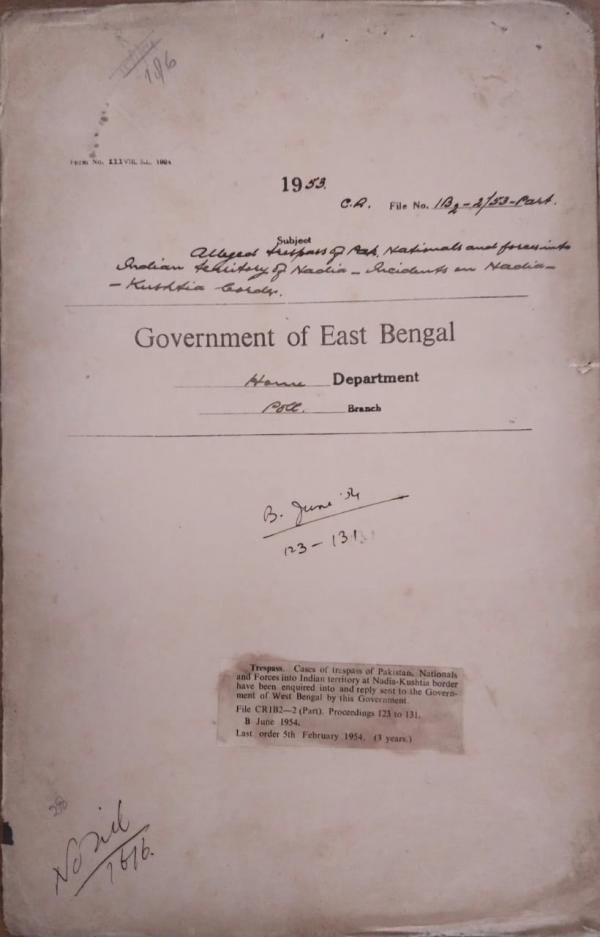 186
Form No. XXXVIII, S.L. 1004
1953.
C.R. File No. 1B2-2/53-Part.
Subject
Alleged trespass of Pak. Nationals and forces into
Indian territory of Nadia - Incidents on Nadia-
- Kushtia border.
Government of East Bengal
Home Department
Poll. Branch
B. June '54
123 - 131
Trespass. Cases of trespass of Pakistan, Nationals
and Forces into Indian territory at Nadia-Kushtia border
have been enquired into and reply sent to the Govern-
ment of West Bengal by this Government.
File CR1B2—2 (Part). Proceedings 123 to 131.
B June 1954.
Last order 5th February 1954. (3 years.)
28
1616.